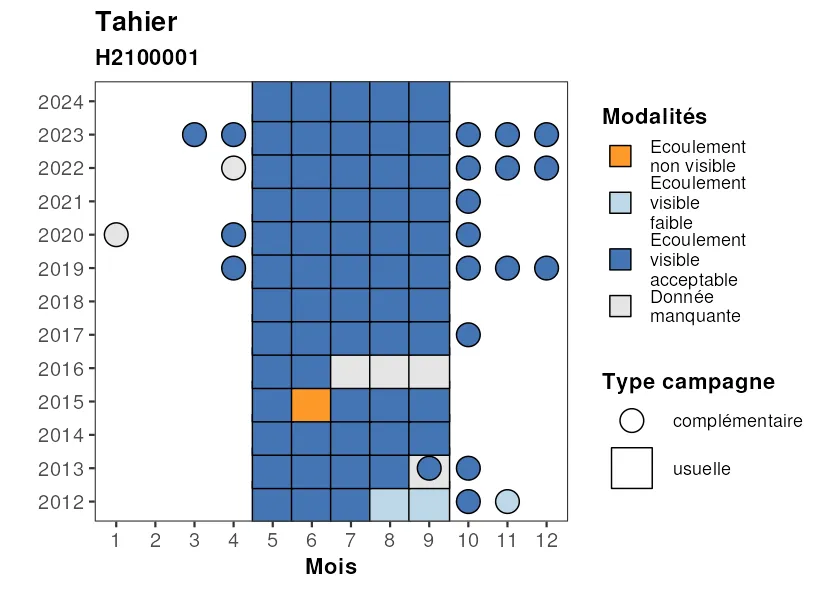 Tahier
H2100001
2024
2023
2022
2021
2020
2019
2018
2017
2016
2015
2014
2013
2012
1 2 3 4 5 6 7 8 9 10 11 12
Mois
Modalités
Ecoulement
non visible
Ecoulement
visible
faible
Ecoulement
visible
acceptable
Donnée
manquante
Type campagne
complémentaire
usuelle